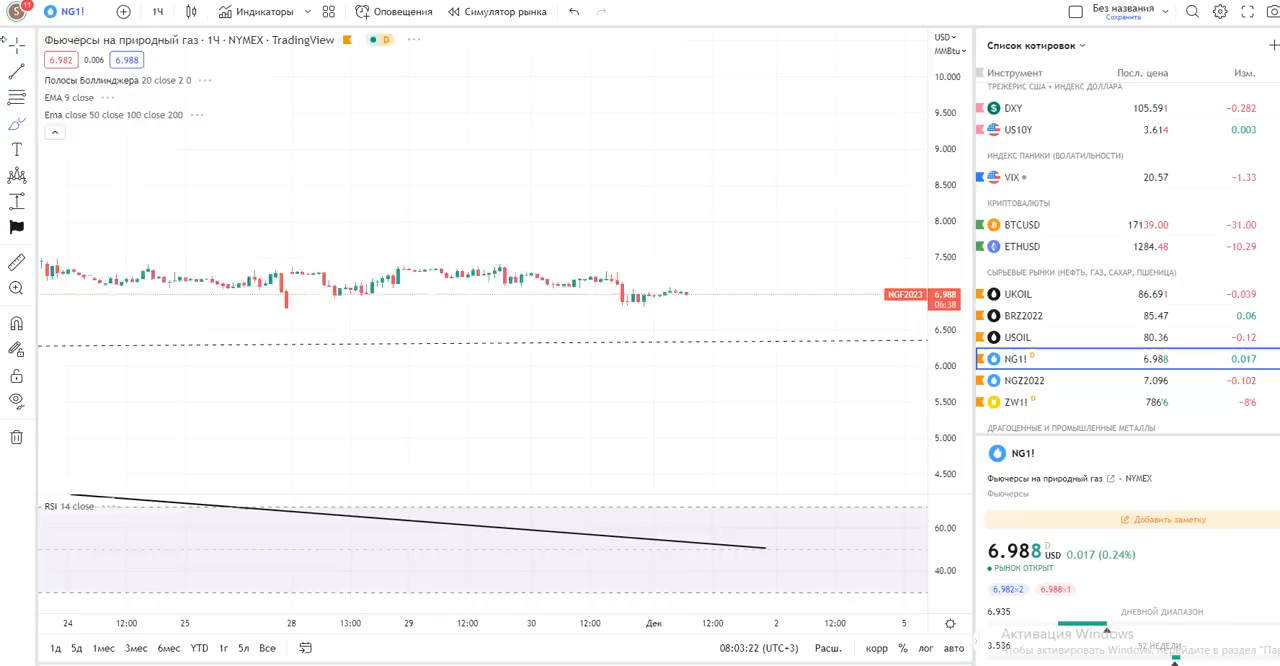 S 11 NG1! 1Ч Индикаторы Оповещения Симулятор рынка Без названия
Сохранить
Фьючерсы на природный газ · 1Ч · NYMEX · TradingView D
6.982 0.006 6.988
Полосы Боллинджера 20 close 2 0
EMA 9 close
Ema close 50 close 100 close 200
USD
MMBtu
10.000
9.500
9.000
8.500
8.000
7.500
NGF2023 6.988
06:38
6.500
6.000
5.500
5.000
4.500
RSI 14 close
60.00
40.00
24 12:00 25 28 13:00 29 12:00 30 12:00 Дек 12:00 2 12:00 5
1д 5д 1мес 3мес 6мес YTD 1г 5л Все 08:03:22 (UTC+3) Расш. корр % лог авто
Список котировок
Инструмент Посл. цена Изм.
ТРЕЖЕРИС США + ИНДЕКС ДОЛЛАРА
DXY 105.591 −0.282
US10Y 3.614 0.003
ИНДЕКС ПАНИКИ (ВОЛАТИЛЬНОСТИ)
VIX 20.57 −1.33
КРИПТОВАЛЮТЫ
BTCUSD 17139.00 −31.00
ETHUSD 1284.48 −10.29
СЫРЬЕВЫЕ РЫНКИ (НЕФТЬ, ГАЗ, САХАР, ПШЕНИЦА)
UKOIL 86.691 −0.039
BRZ2022 85.47 0.06
USOIL 80.36 −0.12
NG1! D 6.988 0.017
NGZ2022 7.096 −0.102
ZW1! D 786'6 −8'6
ДРАГОЦЕННЫЕ И ПРОМЫШЛЕННЫЕ МЕТАЛЛЫ
NG1!
Фьючерсы на природный газ · NYMEX
Фьючерсы
Добавить заметку
6.988 D USD 0.017 (0.24%)
РЫНОК ОТКРЫТ
6.982×2 6.988×1
6.935 ДНЕВНОЙ ДИАПАЗОН
Активация Windows
3.536 52 НЕДЕЛИ
Чтобы активировать Windows, перейдите в раздел "Пар